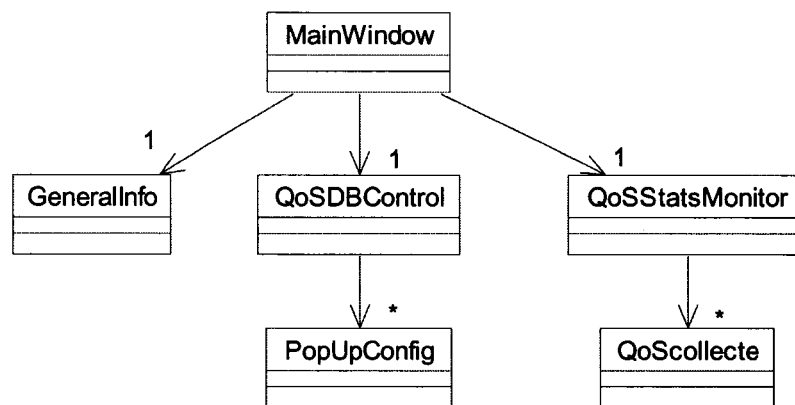 MainWindow
1
1
1
GeneralInfo
QoSDBControl
QoSStatsMonitor
*
*
PopUpConfig
QoScollecte